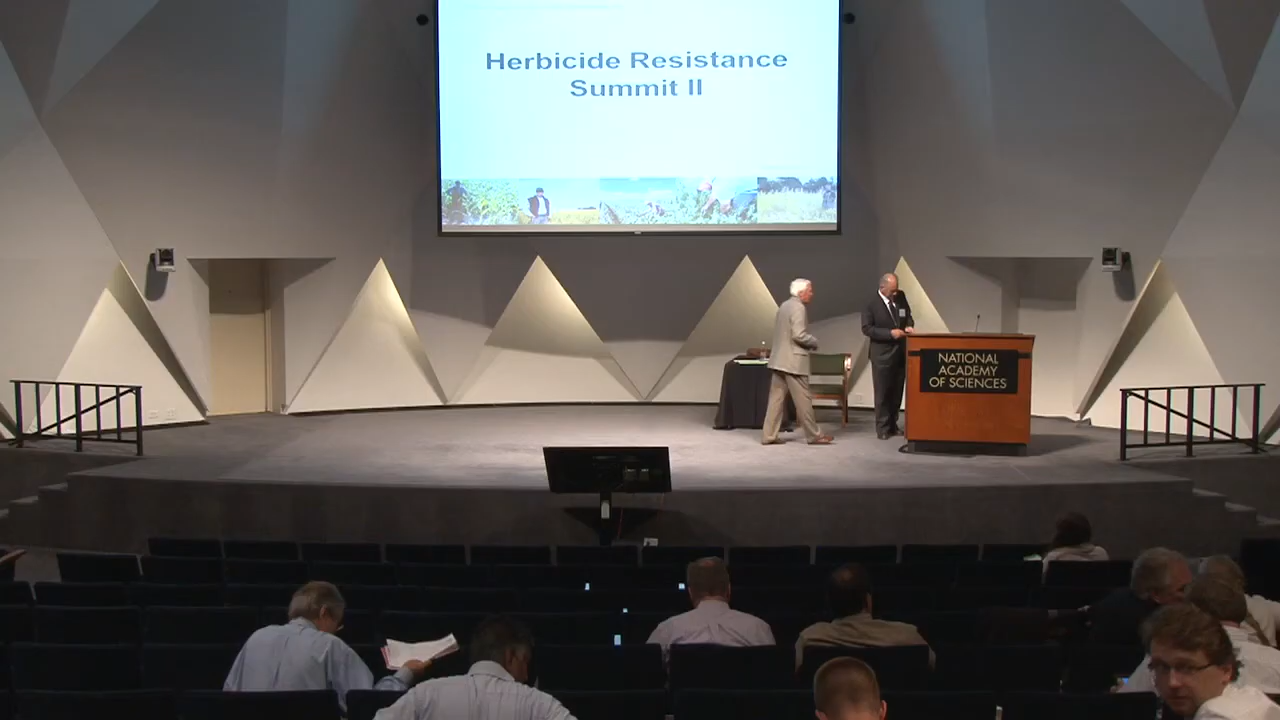 Herbicide Resistance
Summit II
NATIONAL
ACADEMY
OF SCIENCES